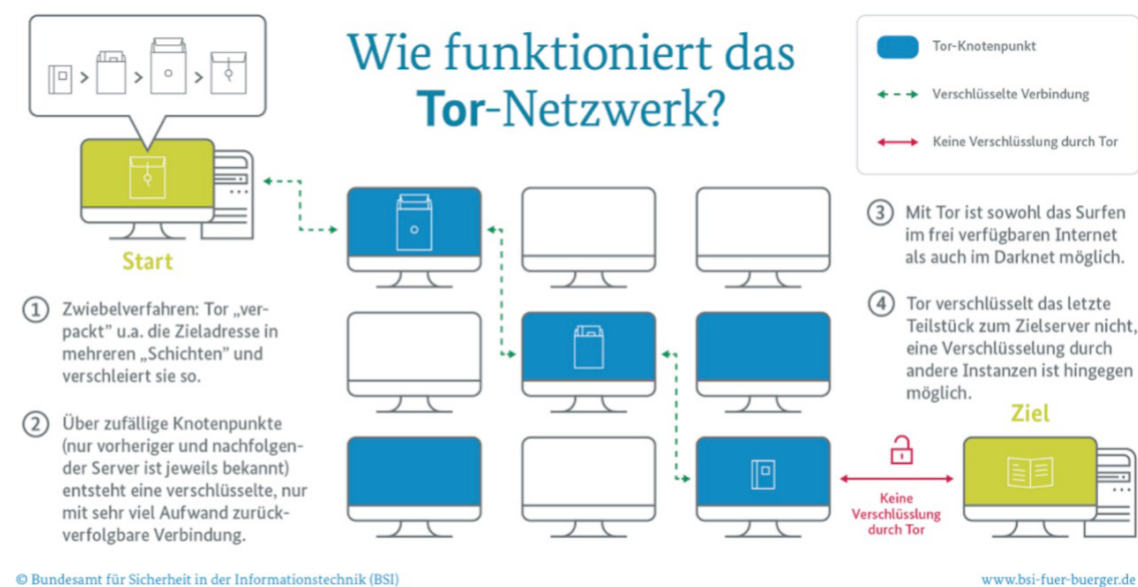 Wie funktioniert das
Tor-Netzwerk?
Tor-Knotenpunkt
Verschlüsselte Verbindung
Keine Verschlüsslung durch Tor
Start
1 Zwiebelverfahren: Tor „ver-
packt" u.a. die Zieladresse in
mehreren „Schichten" und
verschleiert sie so.
2 Über zufällige Knotenpunkte
(nur vorheriger und nachfolgen-
der Server ist jeweils bekannt)
entsteht eine verschlüsselte, nur
mit sehr viel Aufwand zurück-
verfolgbare Verbindung.
3 Mit Tor ist sowohl das Surfen
im frei verfügbaren Internet
als auch im Darknet möglich.
4 Tor verschlüsselt das letzte
Teilstück zum Zielserver nicht,
eine Verschlüsselung durch
andere Instanzen ist hingegen
möglich.
Ziel
Keine
Verschlüsslung
durch Tor
© Bundesamt für Sicherheit in der Informationstechnik (BSI)
www.bsi-fuer-buerger.de